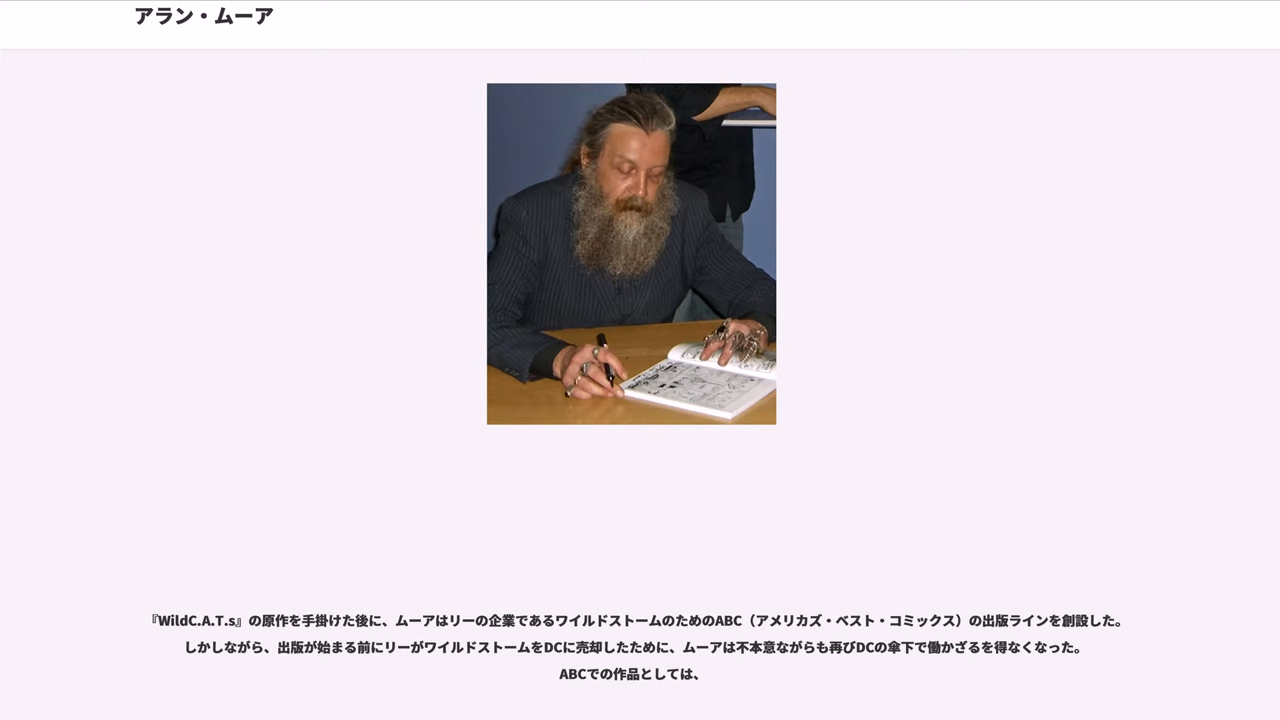 アラン・ムーア
『WildC.A.T.s』の原作を手掛けた後に、ムーアはリーの企業であるワイルドストームのためのABC（アメリカズ・ベスト・コミックス）の出版ラインを創設した。
しかしながら、出版が始まる前にリーがワイルドストームをDCに売却したために、ムーアは不本意ながらも再びDCの傘下で働かざるを得なくなった。
ABCでの作品としては、